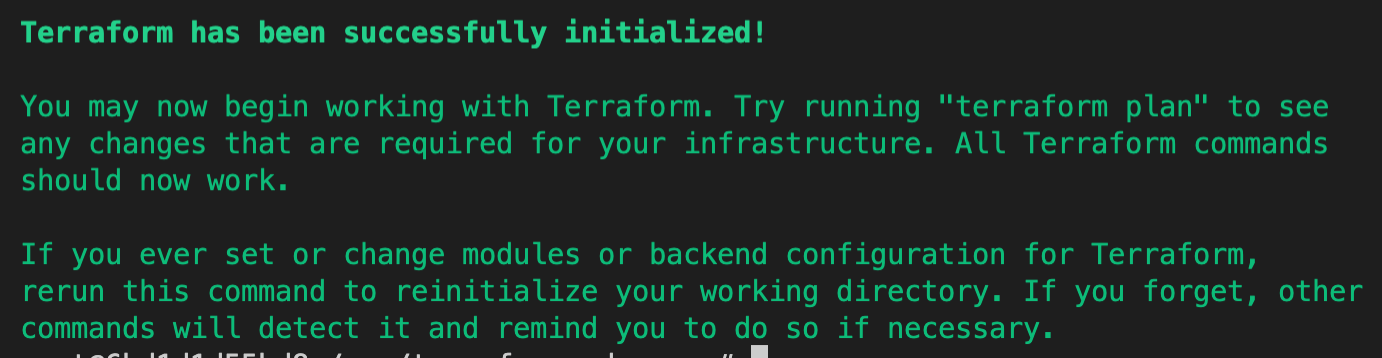 Terraform has been successfully initialized!
You may now begin working with Terraform. Try running "terraform plan" to see
any changes that are required for your infrastructure. All Terraform commands
should now work.
If you ever set or change modules or backend configuration for Terraform,
rerun this command to reinitialize your working directory. If you forget, other
commands will detect it and remind you to do so if necessary.